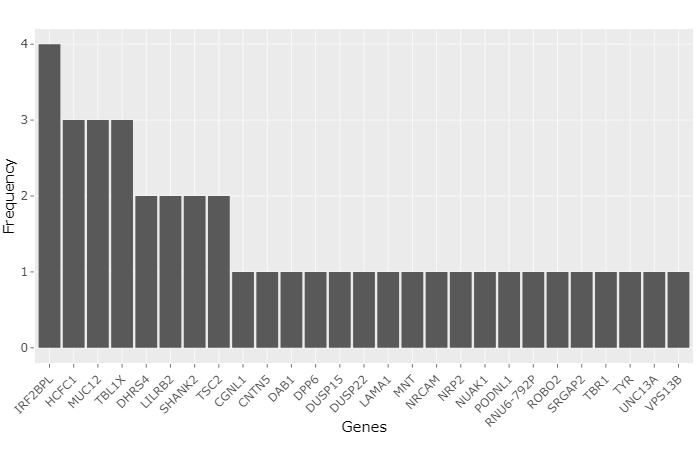 4
3
2
1
0
Frequency
IRF2BPL
HCFC1
MUC12
TBL1X
DHRS4
LILRB2
SHANK2
TSC2
CGNL1
CNTN5
DAB1
DPP6
DUSP15
DUSP22
LAMA1
MNT
NRCAM
NRP2
NUAK1
PODNL1
RNU6-792P
ROBO2
SRGAP2
TBR1
TYR
UNC13A
VPS13B
Genes